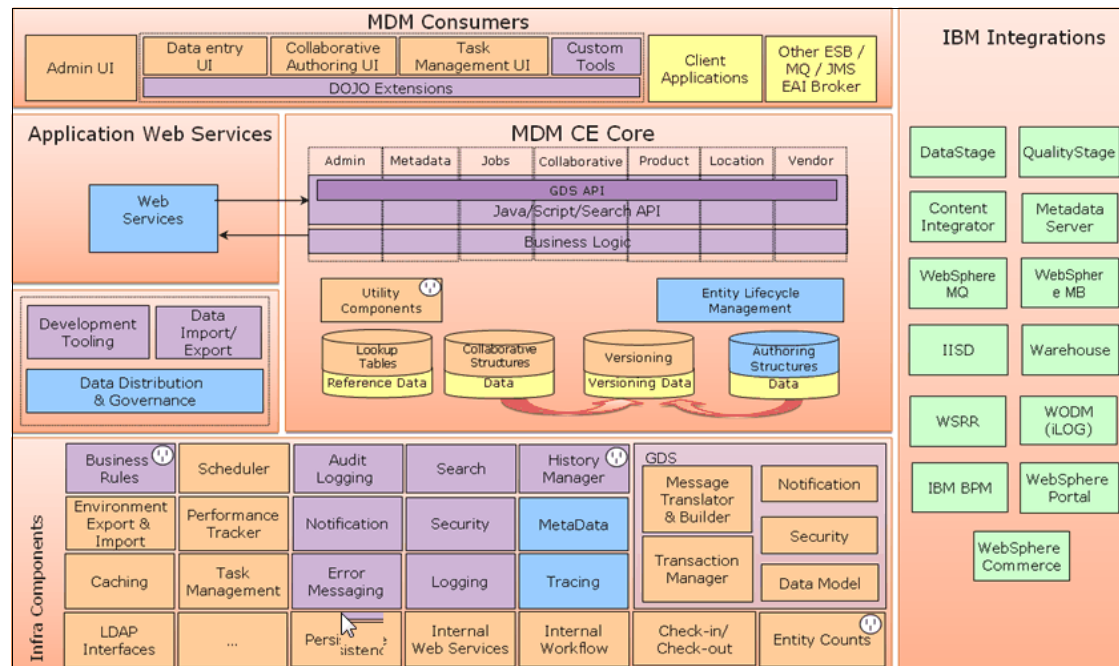 MDM Consumers
Admin UI
Data entry
UI
Collaborative
Authoring UI
Task
Management UI
Custom
Tools
DOJO Extensions
Client
Applications
Other ESB /
MQ / JMS
EAI Broker
IBM Integrations
DataStage
QualityStage
Content
Integrator
Metadata
Server
WebSphere
MQ
WebSpher
e MB
IISD
Warehouse
WSRR
WODM
(iLOG)
IBM BPM
WebSphere
Portal
WebSphere
Commerce
Application Web Services
Web
Services
MDM CE Core
Admin
Metadata
Jobs
Collaborative
Product
Location
Vendor
GDS API
Java/Script/Search API
Business Logic
Utility
Components
Entity Lifecycle
Management
Lookup
Tables
Reference Data
Collaborative
Structures
Data
Versioning
Versioning Data
Authoring
Structures
Data
Development
Tooling
Data
Import/
Export
Data Distribution
& Governance
Infra Components
Business
Rules
Scheduler
Audit
Logging
Search
History
Manager
Environment
Export &
Import
Performance
Tracker
Notification
Security
MetaData
Caching
Task
Management
Error
Messaging
Logging
Tracing
LDAP
Interfaces
...
Internal
Web Services
Internal
Workflow
Check-in/
Check-out
Entity Counts
GDS
Message
Translator
& Builder
Notification
Transaction
Manager
Security
Data Model